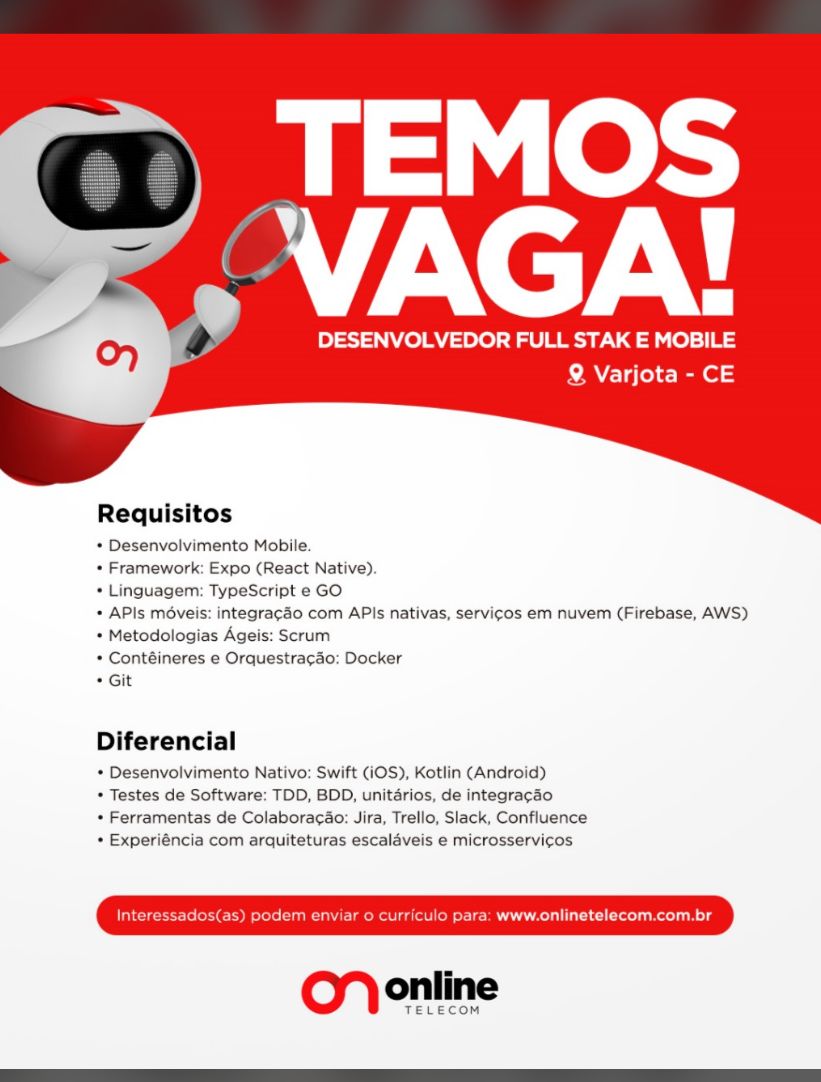 TEMOS
VAGA!
DESENVOLVEDOR FULL STAK E MOBILE
Varjota - CE
on
Requisitos
• Desenvolvimento Mobile.
• Framework: Expo (React Native).
• Linguagem: TypeScript e GO
• APIs móveis: integração com APIs nativas, serviços em nuvem (Firebase, AWS)
• Metodologias Ágeis: Scrum
• Contêineres e Orquestração: Docker
• Git
Diferencial
• Desenvolvimento Nativo: Swift (iOS), Kotlin (Android)
• Testes de Software: TDD, BDD, unitários, de integração
• Ferramentas de Colaboração: Jira, Trello, Slack, Confluence
• Experiência com arquiteturas escaláveis e microsserviços
Interessados(as) podem enviar o currículo para: www.onlinetelecom.com.br
on online
TELECOM